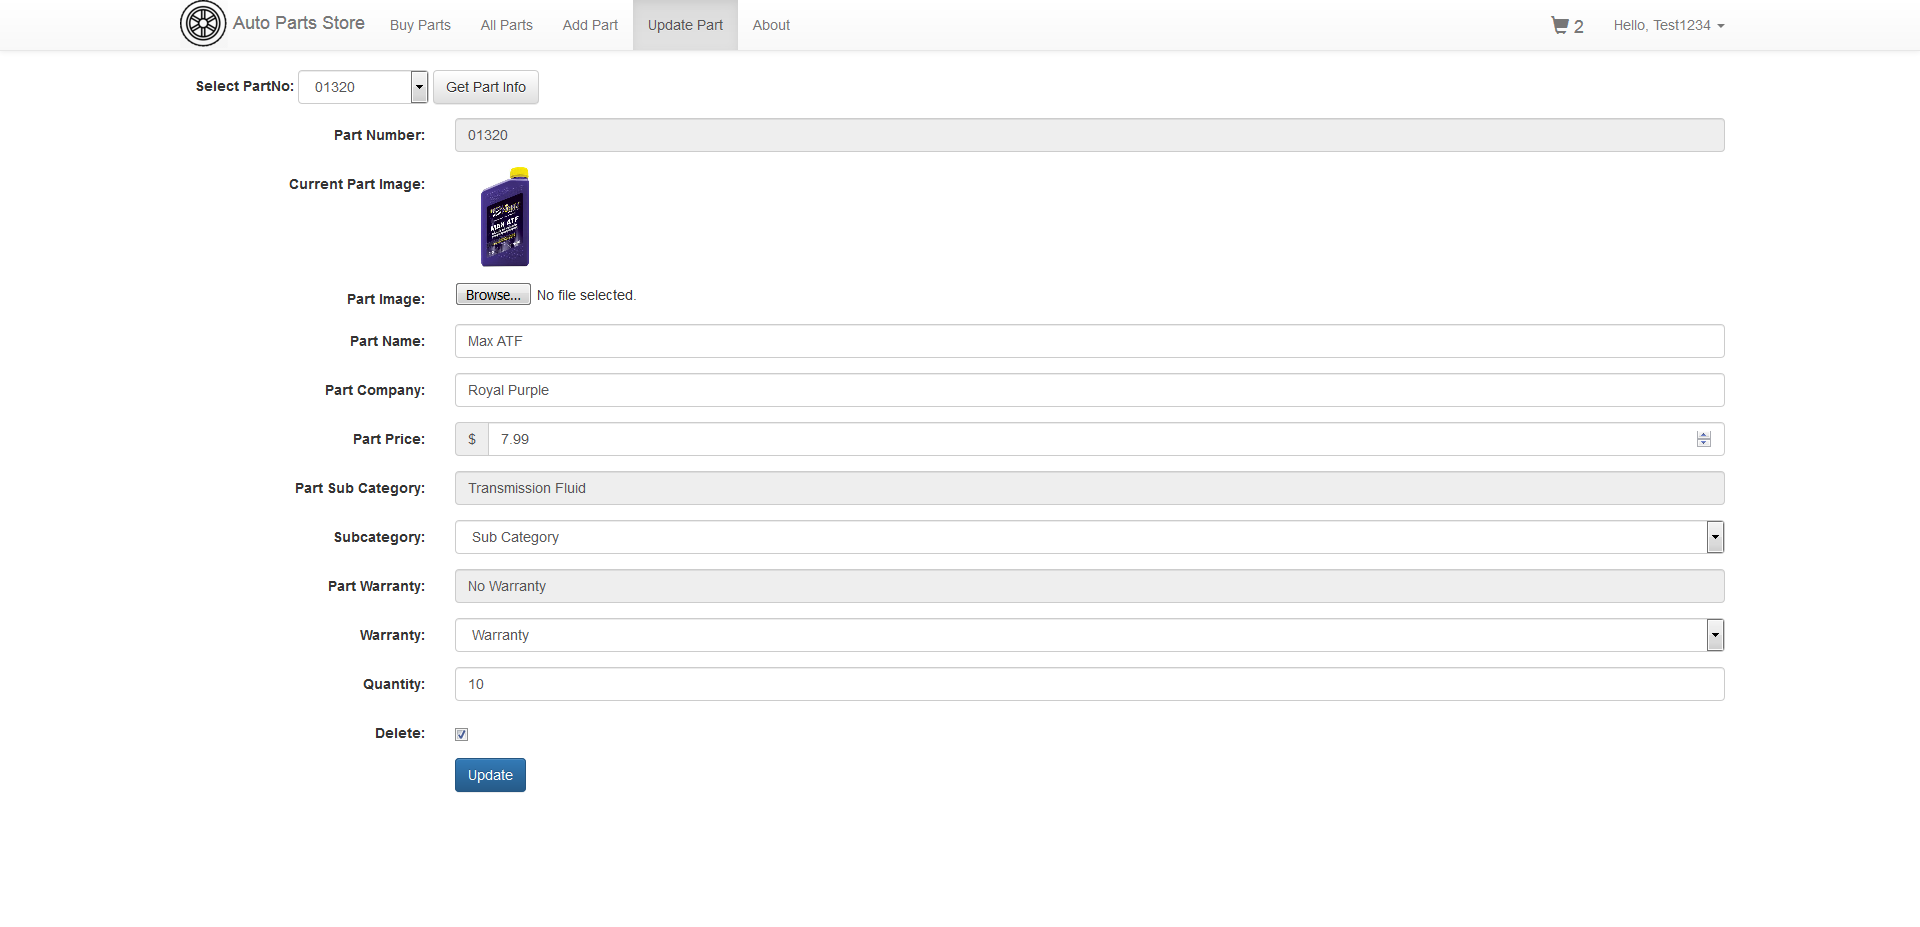 Auto Parts Store Buy Parts All Parts Add Part Update Part About 2 Hello, Test1234
Select PartNo: 01320 Get Part Info
Part Number: 01320
Current Part Image:
MAX ATF
Part Image: Browse... No file selected.
Part Name: Max ATF
Part Company: Royal Purple
Part Price: $ 7.99
Part Sub Category: Transmission Fluid
Subcategory: Sub Category
Part Warranty: No Warranty
Warranty: Warranty
Quantity: 10
Delete:
Update